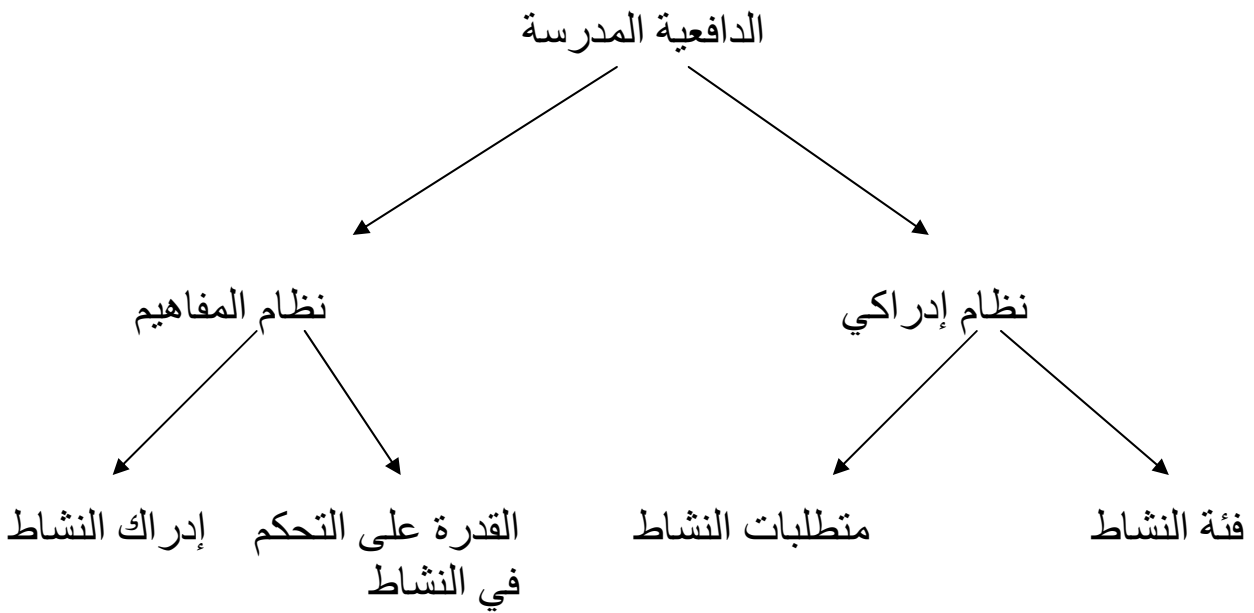 الدافعية المدرسة
نظام إدراكي
نظام المفاهيم
فئة النشاط
متطلبات النشاط
القدرة على التحكم
في النشاط
إدراك النشاط